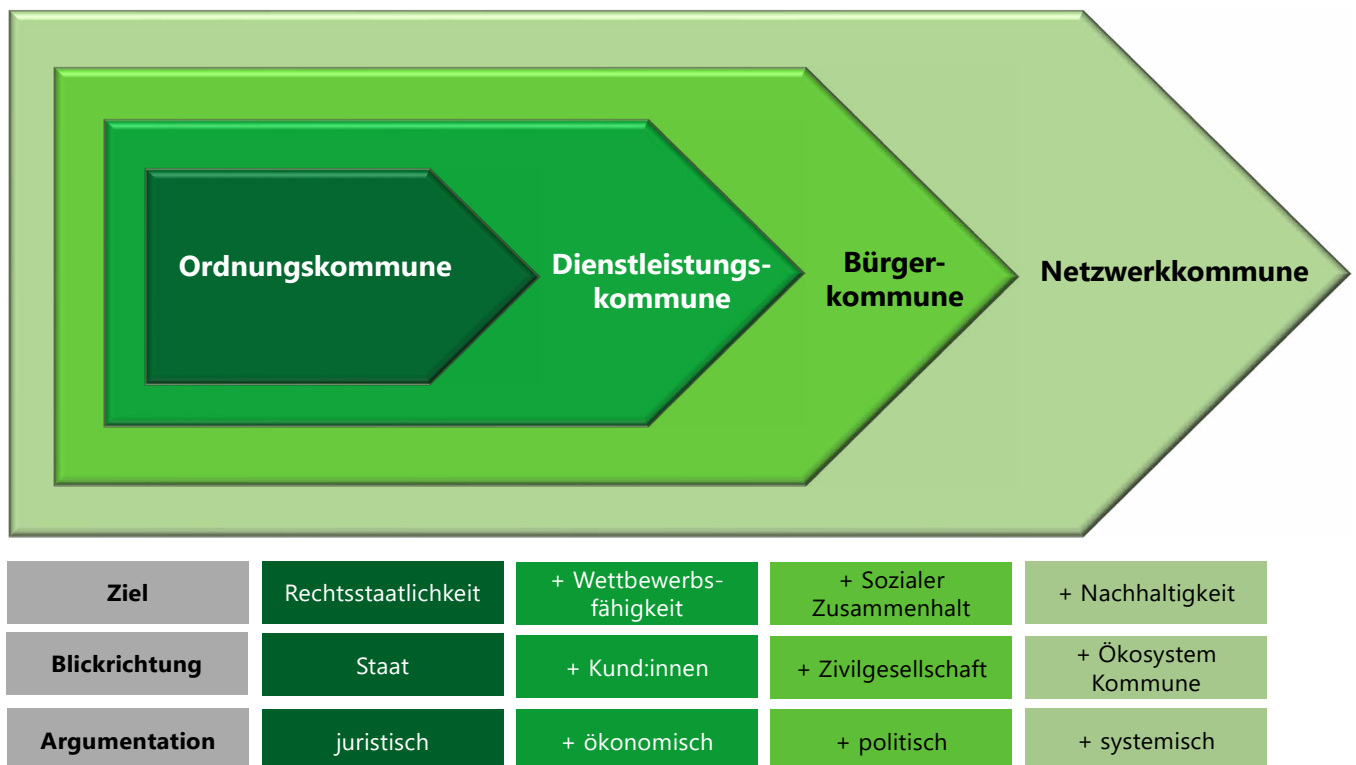 Ordnungskommune
Dienstleistungs-
kommune
Bürger-
kommune
Netzwerkkommune
Ziel
Rechtsstaatlichkeit
+ Wettbewerbs-
fähigkeit
+ Sozialer
Zusammenhalt
+ Nachhaltigkeit
Blickrichtung
Staat
+ Kund:innen
+ Zivilgesellschaft
+ Ökosystem
Kommune
Argumentation
juristisch
+ ökonomisch
+ politisch
+ systemisch